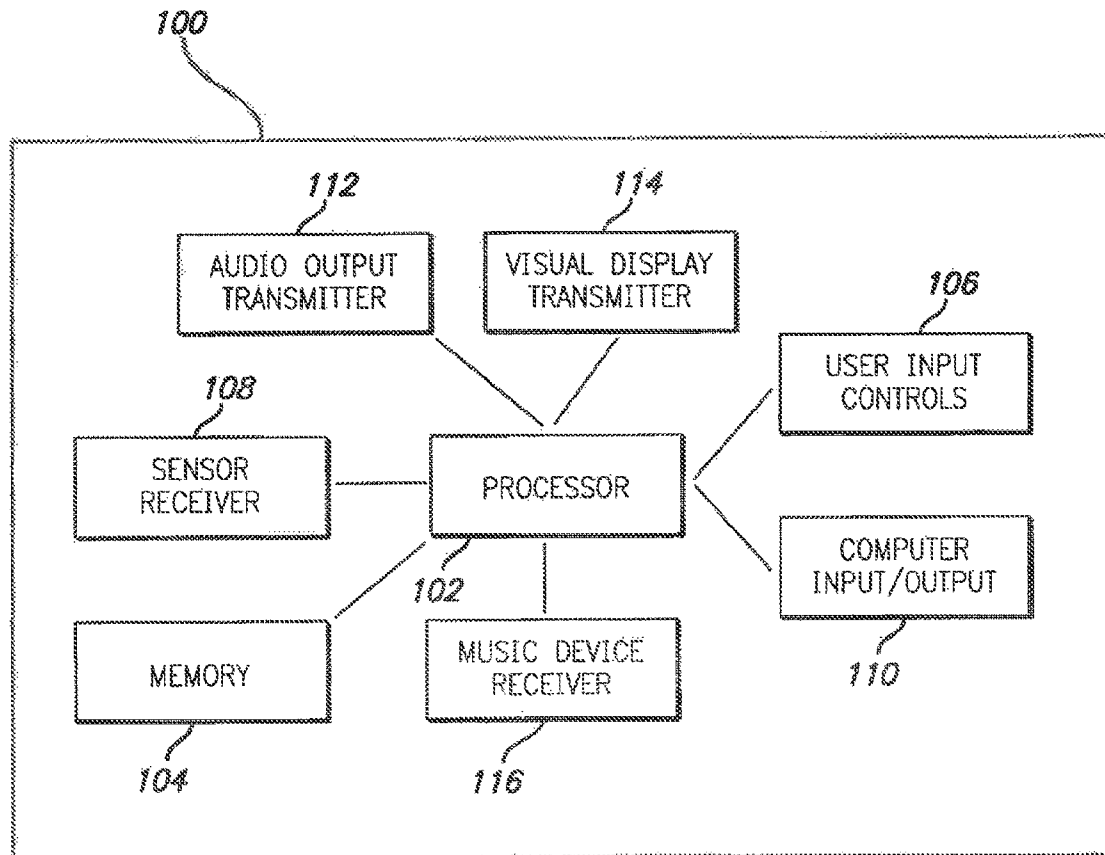 100
112
114
AUDIO OUTPUT
TRANSMITTER
VISUAL DISPLAY
TRANSMITTER
106
USER INPUT
CONTROLS
108
SENSOR
RECEIVER
PROCESSOR
102
COMPUTER
INPUT/OUTPUT
110
MEMORY
104
MUSIC DEVICE
RECEIVER
116